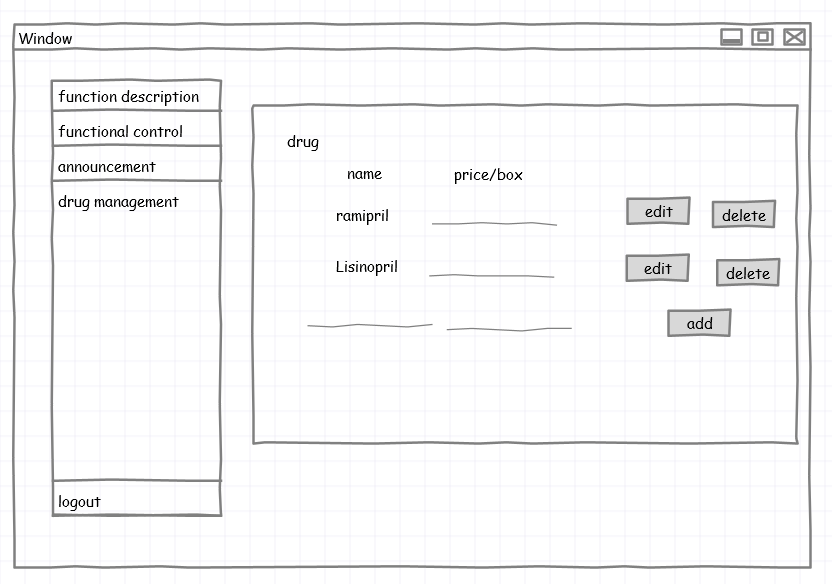 Window
function description
functional control
announcement
drug management
logout
drug
name price/box
ramipril edit delete
Lisinopril edit delete
add